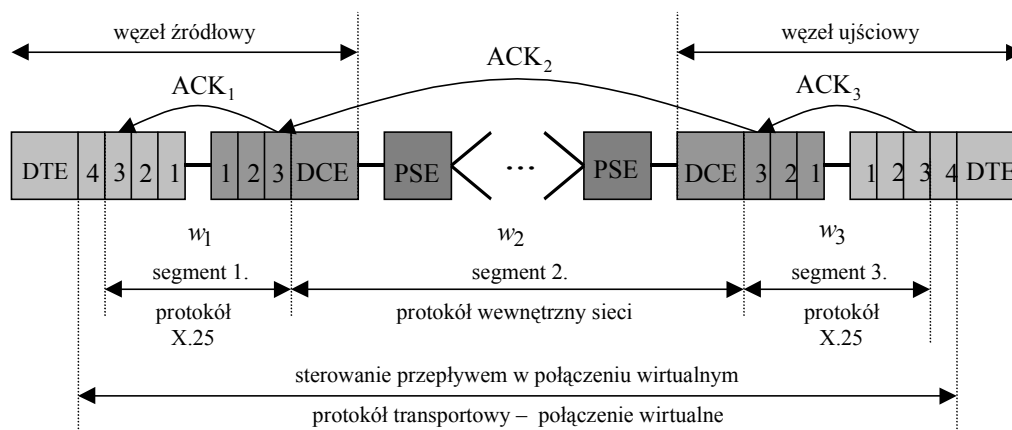 węzeł źródłowy
węzeł ujściowy
ACK2
ACK1
ACK3
DTE 4 3 2 1 1 2 3 DCE PSE ... PSE DCE 3 2 1 1 2 3 4 DTE
w1 w2 w3
segment 1. segment 2. segment 3.
protokół
X.25
protokół wewnętrzny sieci
protokół
X.25
sterowanie przepływem w połączeniu wirtualnym
protokół transportowy – połączenie wirtualne